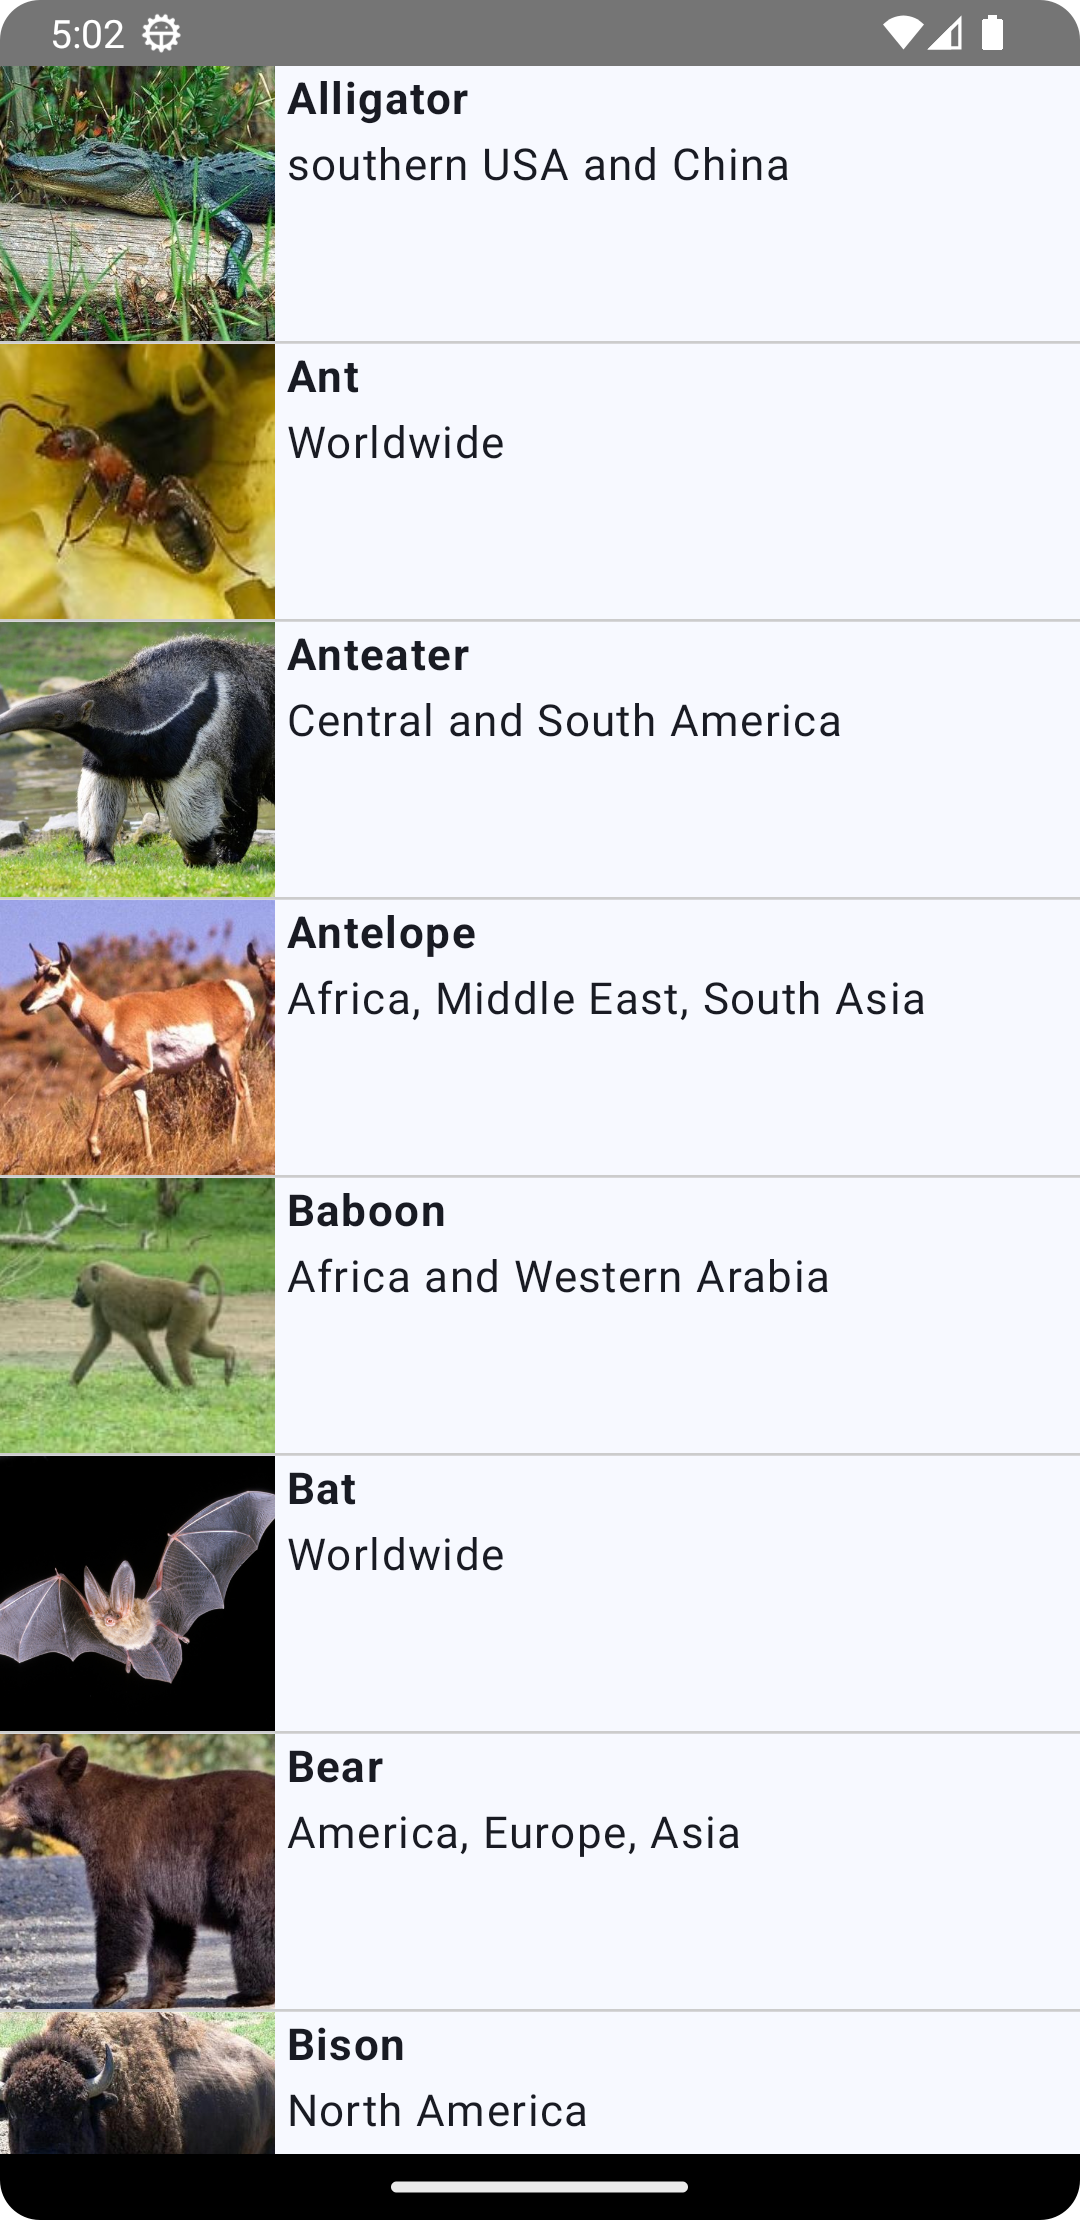 5:02
Alligator
southern USA and China
Ant
Worldwide
Anteater
Central and South America
Antelope
Africa, Middle East, South Asia
Baboon
Africa and Western Arabia
Bat
Worldwide
Bear
America, Europe, Asia
Bison
North America